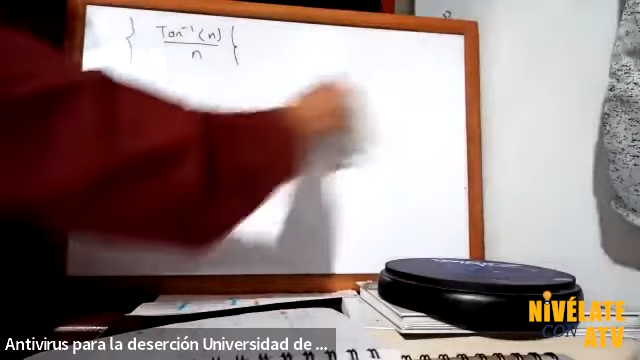 } Tan⁻¹(n) {
n
NiVÉLATE
CON ATV
Antivirus para la deserción Universidad de ...